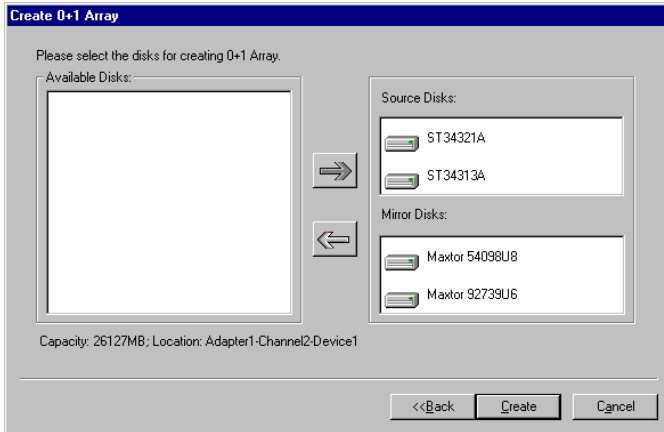 Create 0+1 Array
Please select the disks for creating 0+1 Array.
Available Disks:
Source Disks:
ST34321A
ST34313A
Mirror Disks:
Maxtor 54098U8
Maxtor 92739U6
Capacity: 26127MB; Location: Adapter1-Channel2-Device1
<<Back
Create
Cancel